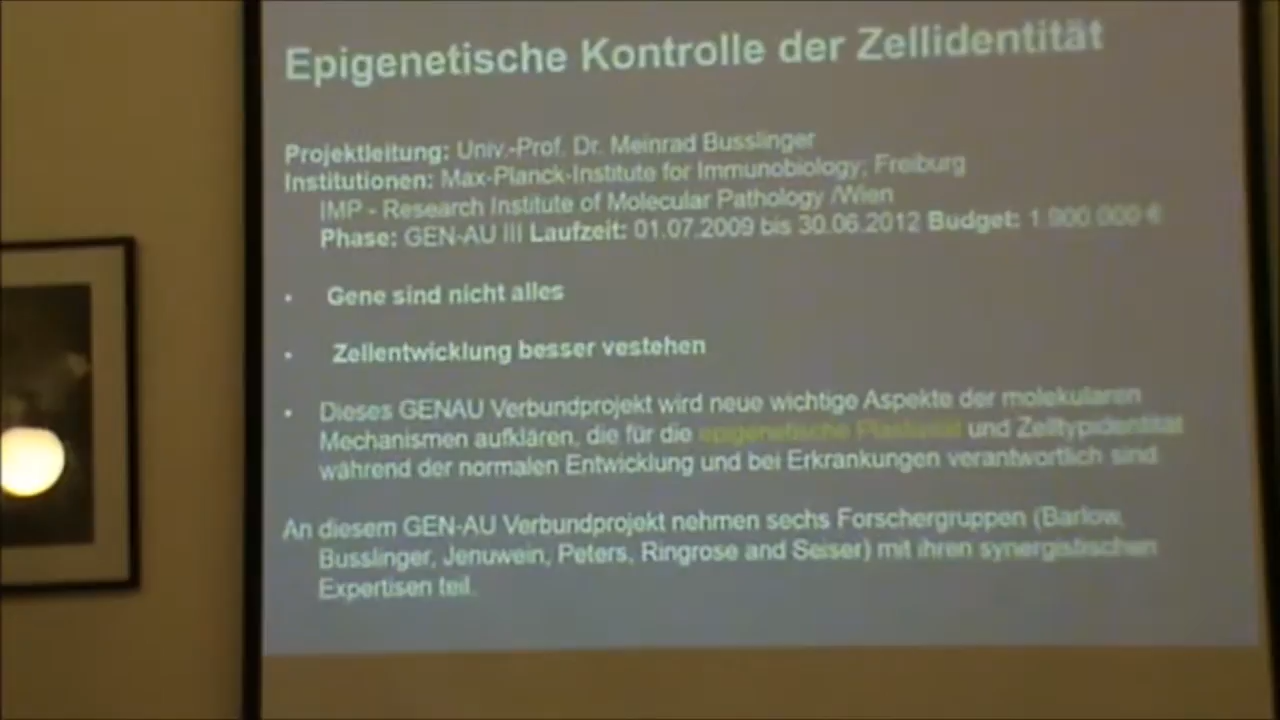 Epigenetische Kontrolle der Zellidentität
Projektleitung: Univ.-Prof. Dr. Meinrad Busslinger
Institutionen: Max-Planck-Institute for Immunobiology, Freiburg
IMP - Research Institute of Molecular Pathology /Wien
Phase: GEN-AU III Laufzeit: 01.07.2009 bis 30.06.2012 Budget: 1.900.000 €
• Gene sind nicht alles
• Zellentwicklung besser vestehen
• Dieses GENAU Verbundprojekt wird neue wichtige Aspekte der molekularen
Mechanismen aufklären, die für die epigenetische Plastizität und Zelltypidentität
während der normalen Entwicklung und bei Erkrankungen verantwortlich sind.
An diesem GEN-AU Verbundprojekt nehmen sechs Forschergruppen (Barlow,
Busslinger, Jenuwein, Peters, Ringrose and Seiser) mit ihren synergistischen
Expertisen teil.